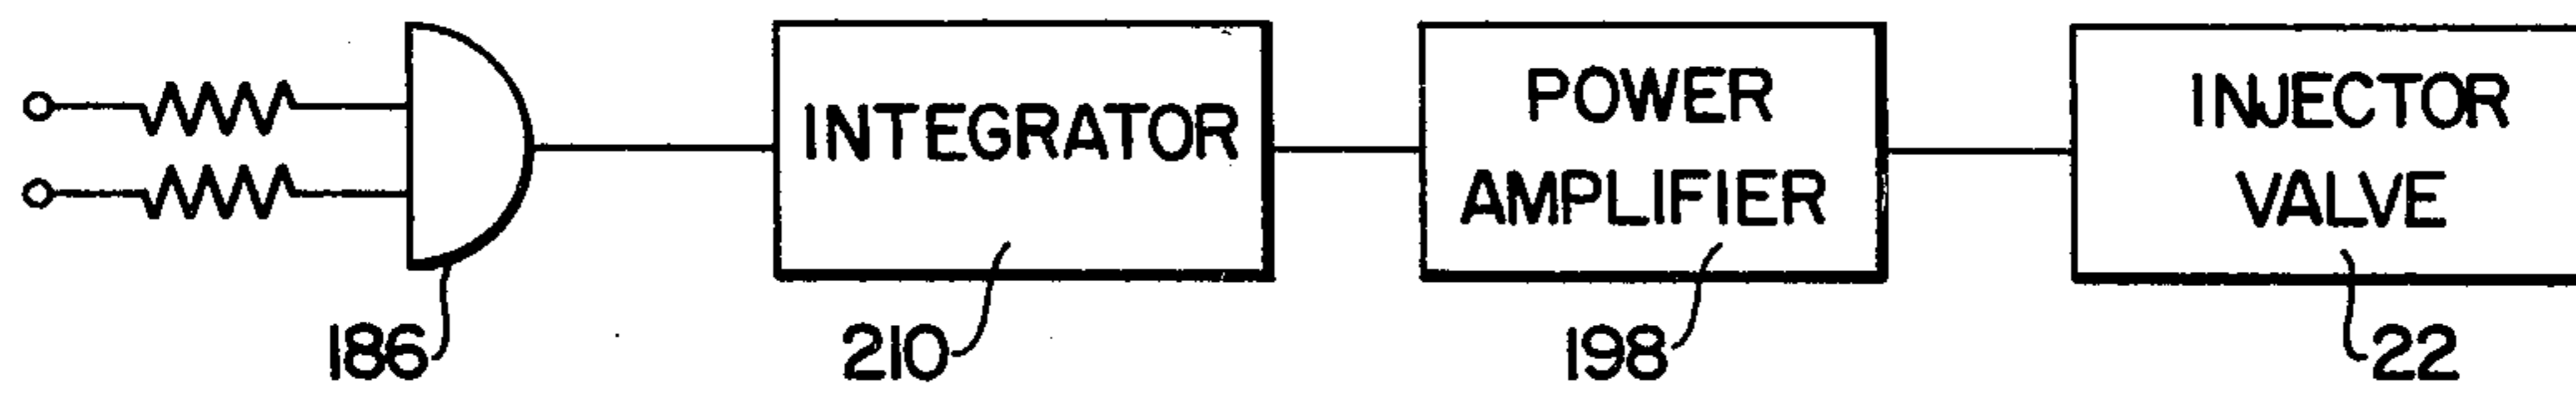 INTEGRATOR
POWER
AMPLIFIER
INJECTOR
VALVE
186
210
198
22